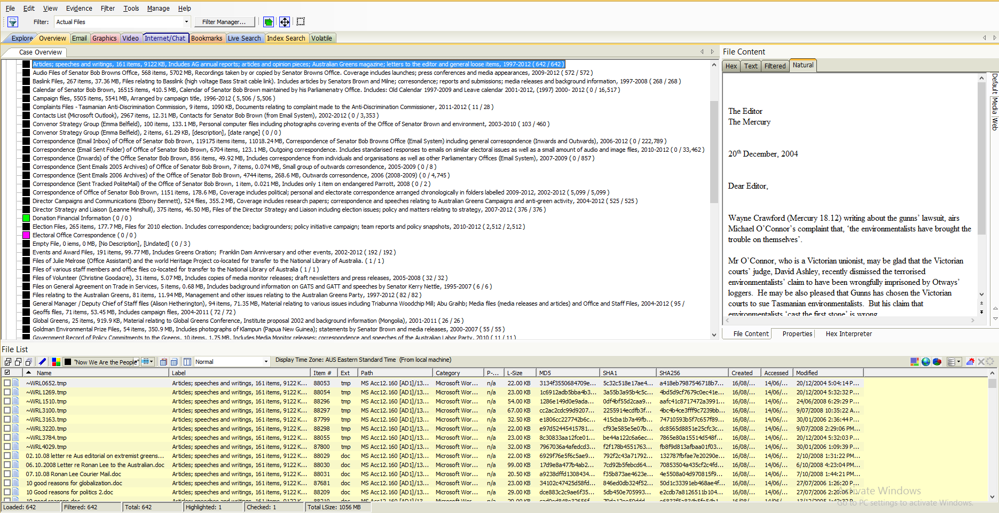 File Edit View Evidence Filter Tools Manage Help
Filter: Actual Files Filter Manager...
Explore Overview Email Graphics Video Internet/Chat Bookmarks Live Search Index Search Volatile
Case Overview
Articles; speeches and writings, 161 items, 9122 KB, Includes AG annual reports; articles and opinion pieces; Australian Greens magazine; letters to the editor and general loose items, 1997-2012 ( 642 / 642 )
Audio Files of Senator Bob Browns Office, 568 items, 5702 MB, Recordings taken by or copied by Senator Browns Office. Coverage includes launches; press conferences and media appearances, 2009-2012 ( 572 / 572 )
Baslink Files, 267 items, 37.36 MB, Files relating to Basslink (high voltage Bass Strait cable link). Includes articles by Senators Brown and Milne; corresondence; reports and submissions; media releases and background information, 1997-2008 ( 268 / 268 )
Calendar of Senator Bob Brown, 16515 items, 410.5 MB, Calendar of Senator Bob Brown maintained by his Parliamenatry Office. Includes: Old Calendar 1997-2009 and Leave calendar 2001-2012, (1997) 2000- 2012 ( 0 / 16,517 )
Campaign files, 5505 items, 5541 MB, Arranged by campaign title, 1996-2012 ( 5,506 / 5,506 )
Complaints Files - Tasmanian Anti-Discrimination Commission, 9 items, 1090 KB, Documents relating to complaint made to the Anti-Discrimination Commissioner, 2011-2012 ( 11 / 28 )
Contacts List (Microsoft Outlook), 2967 items, 12.31 MB, Contacts for Senator Bob Brown (from Email System), 2002-2012 ( 0 / 3,353 )
Convenor Strategy Group (Emma Belfield), 100 items, 133.1 MB, Personal computer files including photographs covering events of the Office of Senator Brown and environment, 2003-2010 ( 103 / 460 )
Convenor Strategy Group (Emma Belfield), 2 items, 61.29 KB, [description], [date range] ( 0 / 0 )
Correspondence (Email Inbox) of Office of Senator Bob Brown, 119175 items items, 11018.24 MB, Correspondence of Senator Bob Browns Office (Email System) including general corresopndence (Inwards and Outwards), 2006-2012 ( 0 / 222,789 )
Correspondence (Email Sent Folder) of Office of Senator Bob Brown, 6704 items, 123.1 MB, Outgoing correspondence. Includes standarised responses to emails on similar electoral issues as well as a small amount of audio and image files, 2010-2012 ( 0 / 33,462 )
Correspondence (Inwards) of the Office Senator Bob Brown, 856 items, 49.92 MB, Includes correspondence from individuals and organisations as well as other Parliamentary Offices (Email System), 2007-2009 ( 0 / 857 )
Correspondence (Sent Emails 2005 Archives) of Office of Senator Bob Brown, 7 items, 0.074 MB, Small group of outwards corresondence, 2005-2009 ( 0 / 8 )
Correspondence (Sent Emails 2006 Archives) of the Office of Senator Bob Brown, 4744 items, 268.6 MB, Outwards corresondence, 2006 (2008-2009) ( 0 / 4,745 )
Correspondence (Sent Tracked PoliteMail) of the Office of Senator Bob Brown, 1 item, 0.021 MB, Includes only 1 item on endangered Parrott, 2008 ( 0 / 2 )
Correspondence of Office of Senator Bob Brown, 1151 items, 178.6 MB, Coverage includes political; personal and electorate correspondence arranged chronologically in folders labelled 2009-2012, 2002-2012 ( 5,099 / 5,099 )
Director Campaigns and Communications (Ebony Bennett), 524 files, 355.2 MB, Coverage includes research papers; correspondence and speeches relating to Australian Greens Campaigns and anti-green activity, 2004-2012 ( 525 / 525 )
Director Strategy and Liaison (Leanne Minshull), 375 items, 46.50 MB, Files of the Director Strategy and Liaison including election issues; policy and matters relating to strategy, 2007-2012 ( 376 / 376 )
Donation Financial Information ( 0 / 0 )
Election Files, 265 items, 177.7 MB, Files for 2010 election. Includes correspondence; backgrounders; policy initiative campaign; team reports and policy snapshots, 2010-2012 ( 2,512 / 2,512 )
Electoral Office Correspondence ( 0 / 0 )
Empty File, 0 iems, 0 MB, [No Description], [Undated] ( 0 / 3 )
Events and Award Files, 191 items, 99.77 MB, Includes Greens Oration; Franklin Dam Anniversary and other events, 2002-2012 ( 192 / 192 )
Files of Julie Melrose (Office Assistant) and the world Heritage Project co-located for transfer to the National Library of Australia. ( 1 / 1 )
Files of various staff members and office files co-located for transfer to the National Library of Australia ( 1 / 1 )
Files of Volunteer (Christine Goodacre), 31 items, 5.07 MB, Includes copies of media monitor releases; draft newsletters and press releases, 2005-2008 ( 32 / 32 )
Files on General Agreement on Trade in Services, 5 items, 0.68 MB, Includes background information on GATS and GATT and speeches by Senator Kerry Nettle, 1995-2007 ( 6 / 6 )
Files relating to the Australian Greens, 81 items, 11.94 MB, Management and other issues relating to the Australian Greens Party, 1997-2012 ( 82 / 82 )
General Manager / Deputy Chief of Staff files (Alison Hetherington), 94 items, 71.35 MB, Material relating to various issues including Triabunna Woodchip Mill; Abu Graihb; Media files (media releases and articles) and Office and Staff Files, 2004-2012 ( 95 /
Geoffs files, 71 items, 53.45 MB, Includes campaign files, 2004-2011 ( 72 / 72 )
Global Greens, 25 items, 919.9 KB, Material relating to Global Greens Conference, Institute proposal 2002 and background information (Mongolia), 2001-2011 ( 26 / 26 )
Goldman Environmental Prize Files, 54 items, 350.9 MB, Includes photographs of Klampun (Papua New Guinea); statements by Senator Brown and media releases, 2000-2007 ( 55 / 55 )
Government Record of Policy Commitments to the Greens, 10 items, 1.75 MB, Includes Media Monitor releases; correspondence and speeches of the Australian Labor Party, 2010 ( 11 / 11 )
File Content
Hex Text Filtered Natural
Default Media Web
The Editor
The Mercury
20th December, 2004
Dear Editor,
Wayne Crawford (Mercury 18.12) writing about the gunns’ lawsuit, airs
Michael O’Connor’s complaint that, ‘the environmentalists have brought the
trouble on themselves’.
Mr O’Connor, who is a Victorian unionist, may be glad that the Victorian
courts’ judge, David Ashley, recently dismissed the terrorised
environmentalists’ claim to have been wrongfully imprisoned by Otways’
loggers. He may be also pleased that Gunns has chosen the Victorian
courts to sue Tasmanian environmentalists. But his claim that
environmentalists ‘cast the first stone’ is wrong
File Content Properties Hex Interpreter
File List
"Now We Are the People" Normal Display Time Zone: AUS Eastern Standard Time (From local machine)
Name Label Item # Ext Path Category P-... L-Size MD5 SHA1 SHA256 Created Accessed Modified
~WRL0652.tmp Articles; speeches and writings, 161 items, 9122 K... 88053 tmp MS Acc12.160 [AD1]/13... Microsoft Wor... n/a 22.00 KB 3134f3550684709e... 5c32c518e17ae4... a418eb7987546718b7... 16/08/... 14/06/... 20/12/2004 5:04:14 P...
~WRL1269.tmp Articles; speeches and writings, 161 items, 9122 K... 88054 tmp MS Acc12.160 [AD1]/13... Microsoft Wor... n/a 23.00 KB 1c6912adb5bba4b3... 3a55b3a95b4c5c... 4bd5d9cf7679c0ec41e... 16/08/... 14/06/... 20/12/2004 5:32:32 P...
~WRL1510.tmp Articles; speeches and writings, 161 items, 9122 K... 88296 tmp MS Acc12.160 [AD1]/13... Microsoft Wor... n/a 54.00 KB 1286e149d0e9ada... 0df4bf55d2caa9... aafc41c8717472a3991... 16/08/... 14/06/... 24/06/2008 6:29:29 P...
~WRL3100.tmp Articles; speeches and writings, 161 items, 9122 K... 88297 tmp MS Acc12.160 [AD1]/13... Microsoft Wor... n/a 67.00 KB cc2ac2cdc99d9207... 2255914ecdfb3f... 4bc4b4ce3fff9c7239bb... 16/08/... 14/06/... 9/07/2008 10:35:22 A...
~WRL3163.tmp Articles; speeches and writings, 161 items, 9122 K... 87799 tmp MS Acc12.160 [AD1]/13... Microsoft Wor... n/a 32.50 KB e1806cc227742b6c... 415cba1b7a49fb... 74710593b5f7c657f89... 16/08/... 14/06/... 30/01/2006 2:36:44 P...
~WRL3220.tmp Articles; speeches and writings, 161 items, 9122 K... 88298 tmp MS Acc12.160 [AD1]/13... Microsoft Wor... n/a 22.00 KB e97d52445415781... cf93e585e5e07b... dc8565d8851e25cfc3c... 16/08/... 14/06/... 9/07/2008 2:29:06 PM...
~WRL3784.tmp Articles; speeches and writings, 161 items, 9122 K... 88055 tmp MS Acc12.160 [AD1]/13... Microsoft Wor... n/a 23.00 KB 8c30833aa12fce01... be44a122c6a6ec... 7865e80a15514d548f... 16/08/... 14/06/... 20/12/2004 5:32:03 P...
~WRL4029.tmp Articles; speeches and writings, 161 items, 9122 K... 87800 tmp MS Acc12.160 [AD1]/13... Microsoft Wor... n/a 32.00 KB 7967036a4afedcd3... f2f178b4551763... fb8f9d813afbaa01f03... 16/08/... 14/06/... 30/01/2006 1:09:39 P...
02.10.08 letter re Aus editorial on extremist greens... Articles; speeches and writings, 161 items, 9122 K... 88029 doc MS Acc12.160 [AD1]/13... Microsoft Wor... n/a 22.00 KB 6929f76e5f6c5ae9... 792f2c43a71792... 132787fbfae7e20290e... 16/08/... 14/06/... 2/10/2008 1:31:22 PM...
06.10.2008 Letter re Ronan Lee to the Australian.doc Articles; speeches and writings, 161 items, 9122 K... 88030 doc MS Acc12.160 [AD1]/13... Microsoft Wor... n/a 99.00 KB 17d9e8a477b4ab2... 7cd92b5febcd64... 70853504a435cf2c4fd... 16/08/... 14/06/... 6/10/2008 4:23:04 PM...
07.10.08 Ronan Lee Courier Mail.doc Articles; speeches and writings, 161 items, 9122 K... 88031 doc MS Acc12.160 [AD1]/13... Microsoft Wor... n/a 20.50 KB a9238dffd1308434... f35b873ae4623e... 4e5508a04d970815f9... 16/08/... 14/06/... 7/10/2008 1:44:21 PM...
10 good reasons for globalization.doc Articles; speeches and writings, 161 items, 9122 K... 87681 doc MS Acc12.160 [AD1]/13... Microsoft Wor... n/a 23.00 KB 34102c47425d58fd... 846ed0db324f52... 50d1c33391eb468ae4f... 16/08/... 14/06/... 27/07/2006 1:26:20 P...
10 Good reasons for politics 2.doc Articles; speeches and writings, 161 items, 9122 K... 88209 doc MS Acc12.160 [AD1]/13... Microsoft Wor... n/a 29.00 KB dce883c2c9ae6f35... 5db450e705993... e2cdb7a8126511b104... 16/08/... 14/06/... 27/07/2006 2:20:06 P...
Activate Windows
Go to PC settings to activate Windows.
Loaded: 642 Filtered: 642 Total: 642 Highlighted: 1 Checked: 1 Total LSize: 1056 MB